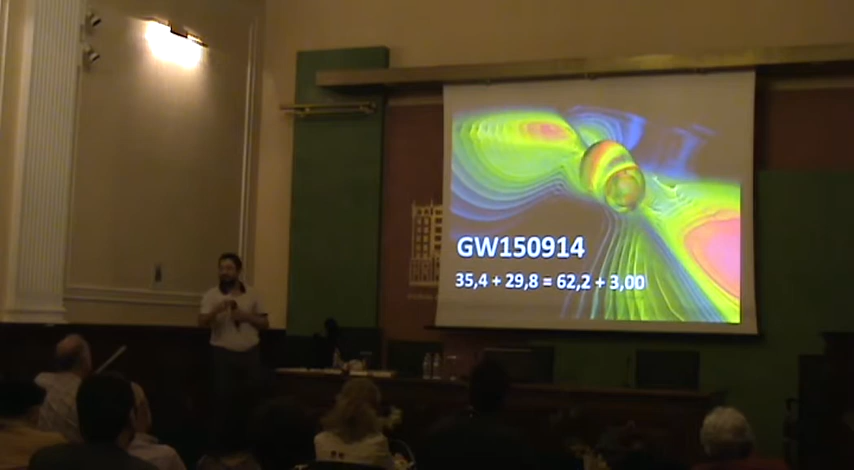 GW150914
35,4 + 29,8 = 62,2 + 3,00